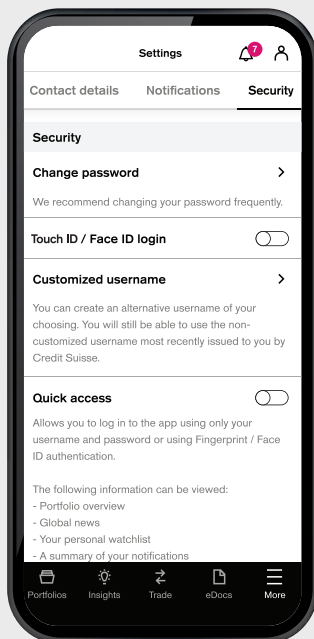 Settings
7
Contact details Notifications Security
Security
Change password
We recommend changing your password frequently.
Touch ID / Face ID login
Customized username
You can create an alternative username of your
choosing. You will still be able to use the non-
customized username most recently issued to you by
Credit Suisse.
Quick access
Allows you to log in to the app using only your
username and password or using Fingerprint / Face
ID authentication.
The following information can be viewed:
- Portfolio overview
- Global news
- Your personal watchlist
- A summary of your notifications
Portfolios Insights Trade eDocs More